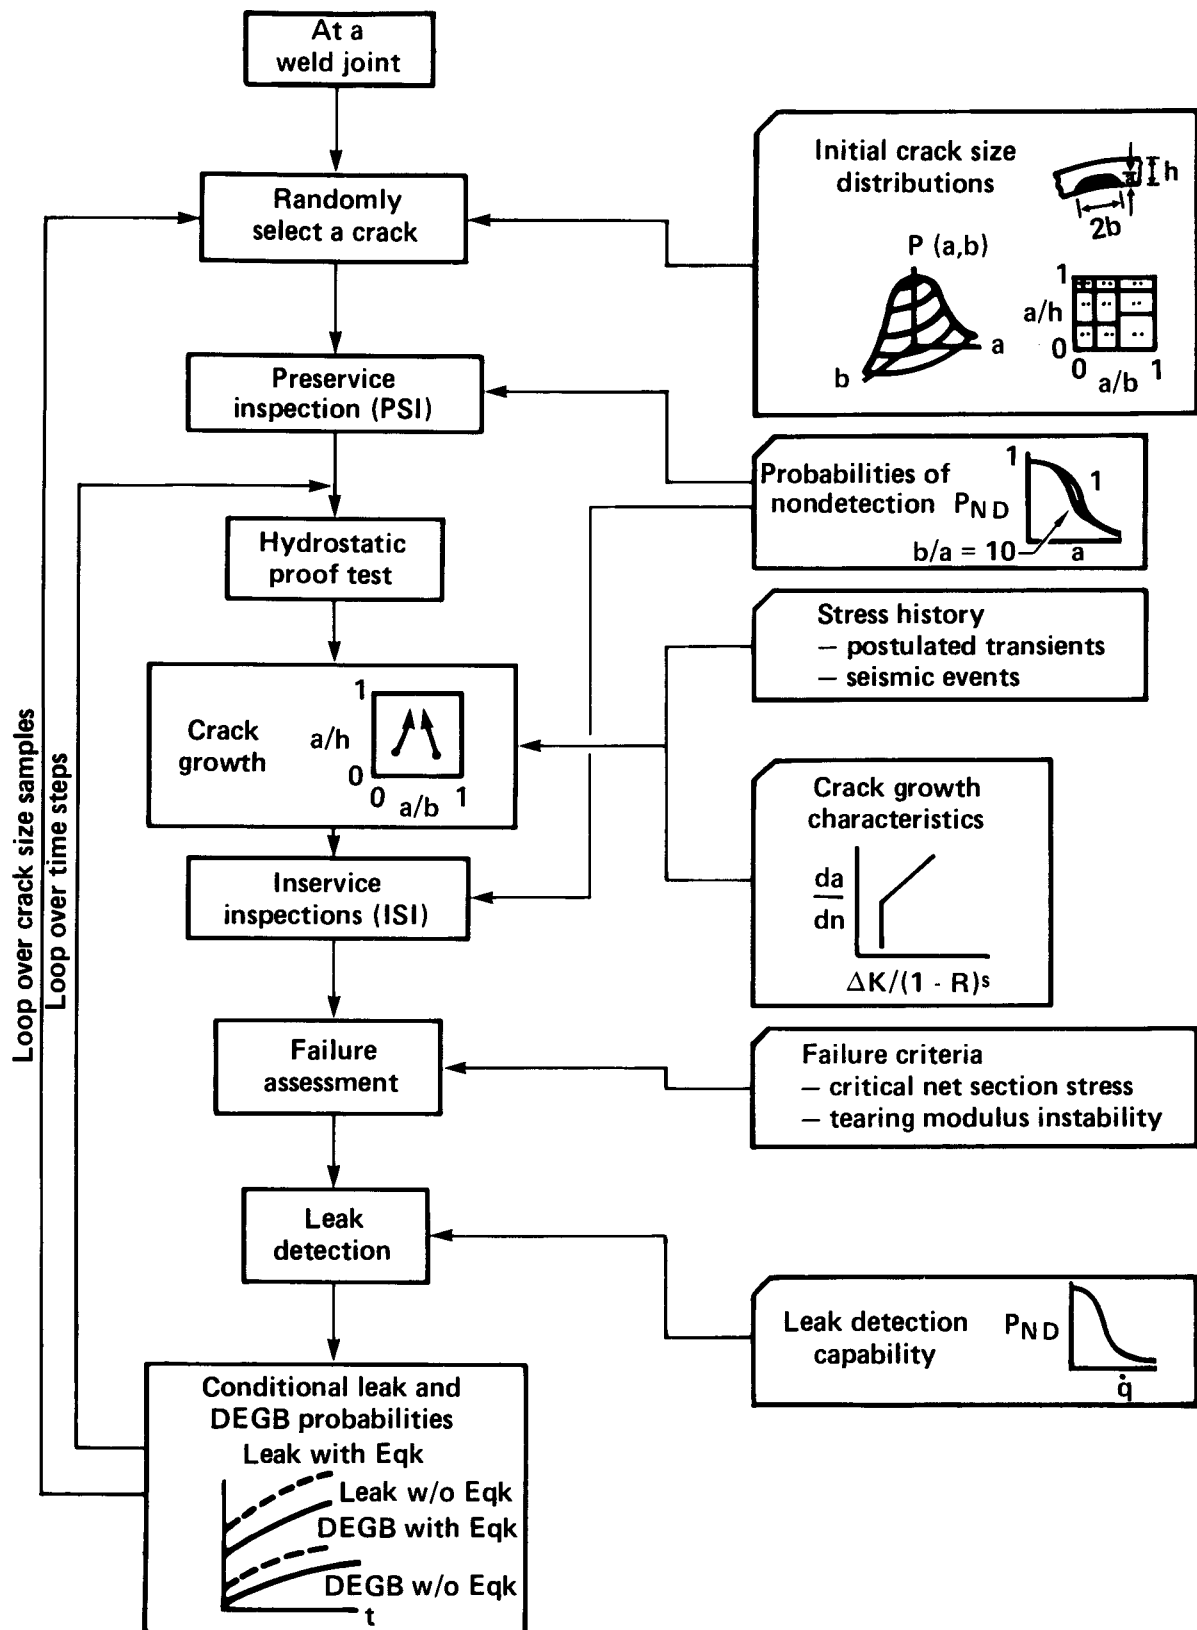 At a
weld joint
Randomly
select a crack
Initial crack size
distributions
a
h
2b
P (a,b)
a
b
1
a/h
0
0
1
a/b
Preservice
inspection (PSI)
Probabilities of
nondetection
PND
1
1
b/a = 10
a
Hydrostatic
proof test
Stress history
– postulated transients
– seismic events
Crack
growth
1
a/h
0
0
1
a/b
Crack growth
characteristics
da
dn
ΔK/(1 - R)s
Inservice
inspections (ISI)
Failure
assessment
Failure criteria
– critical net section stress
– tearing modulus instability
Leak
detection
Leak detection
capability
PND
q̇
Conditional leak and
DEGB probabilities
Leak with Eqk
Leak w/o Eqk
DEGB with Eqk
DEGB w/o Eqk
t
Loop over crack size samples
Loop over time steps